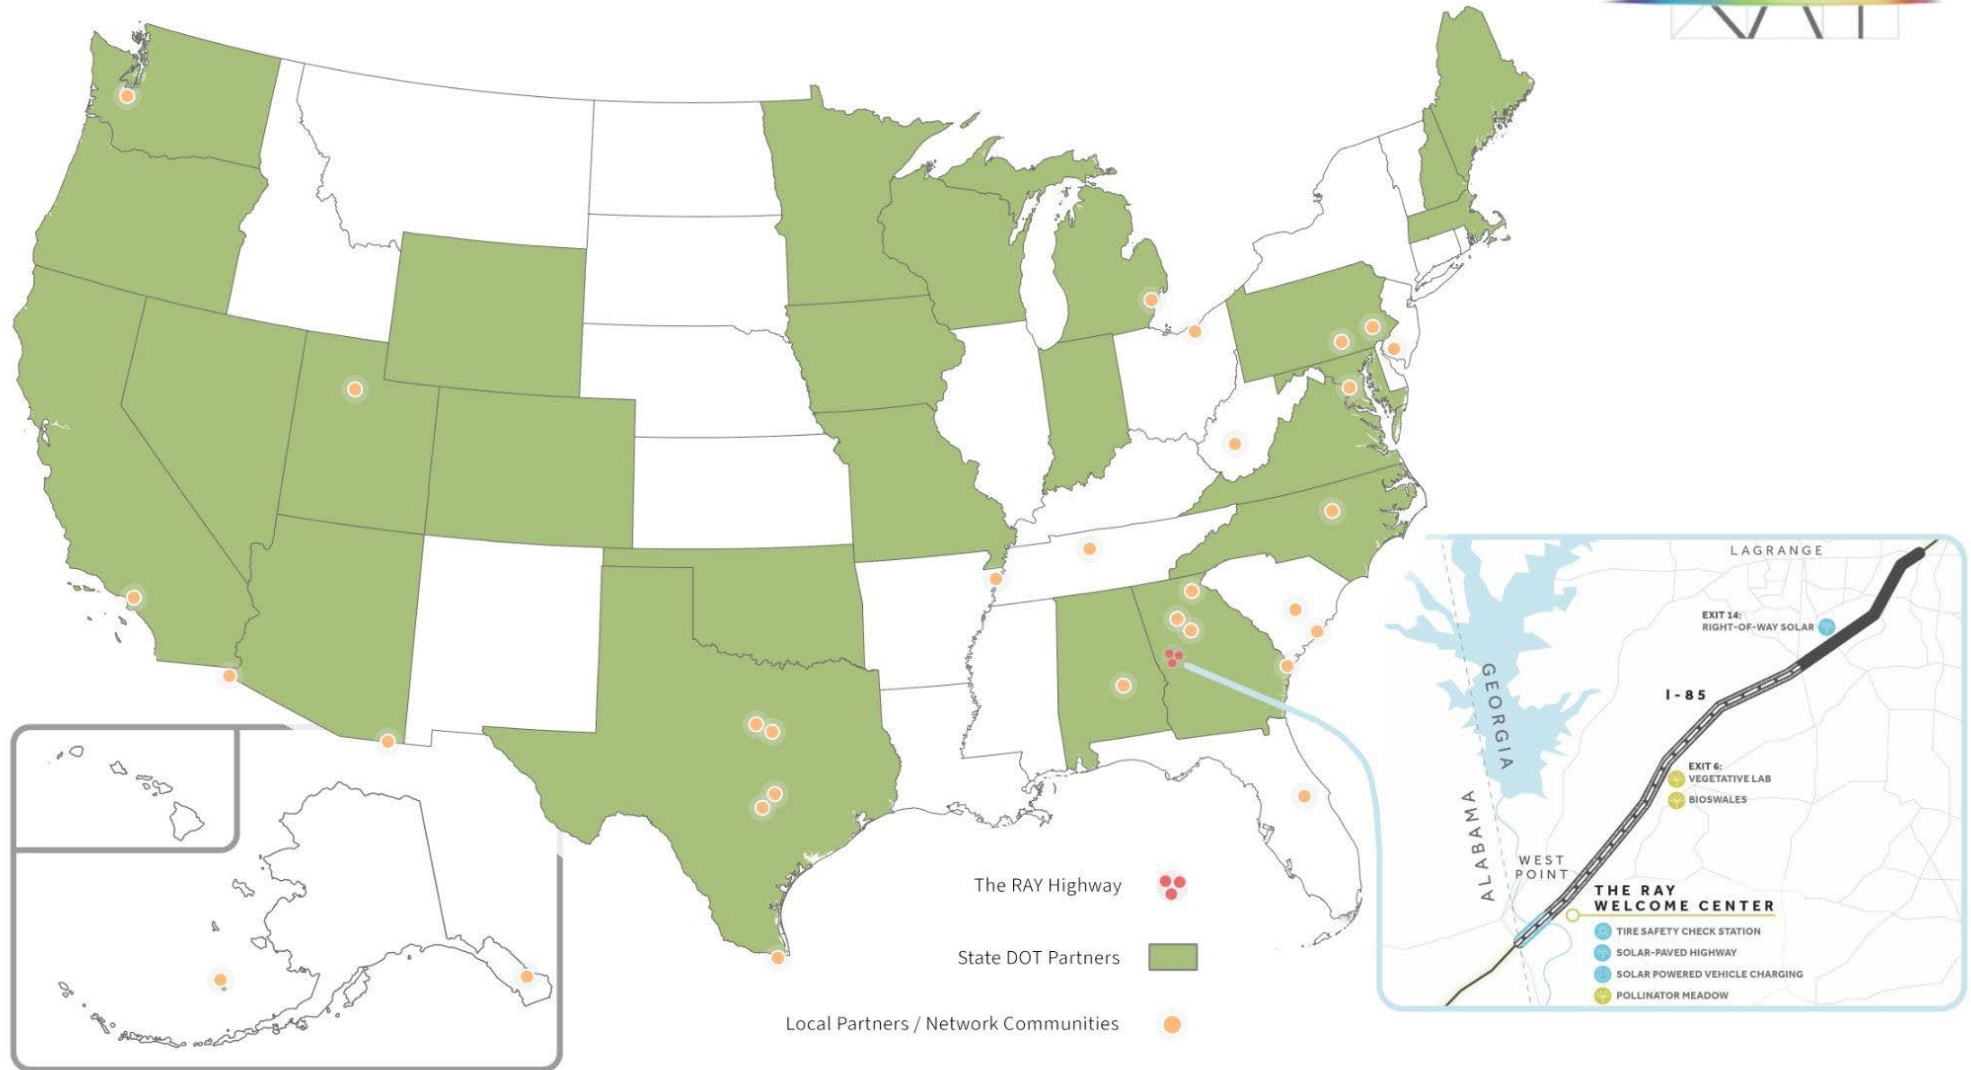 LAGRANGE
EXIT 14:
RIGHT-OF-WAY SOLAR
GEORGIA
I-85
EXIT 6:
VEGETATIVE LAB
BIOSWALES
ALABAMA
WEST
POINT
THE RAY
WELCOME CENTER
TIRE SAFETY CHECK STATION
SOLAR-PAVED HIGHWAY
SOLAR POWERED VEHICLE CHARGING
POLLINATOR MEADOW
The RAY Highway
State DOT Partners
Local Partners / Network Communities